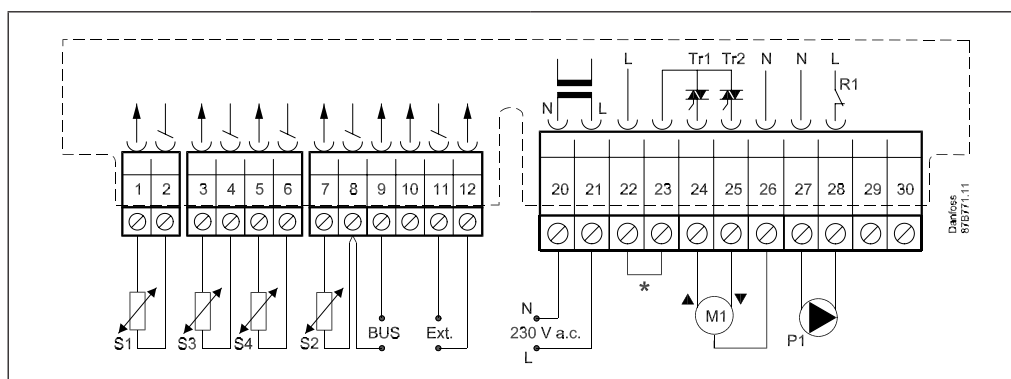 L Tr1 Tr2 N N L
R1
N L
1 2 3 4 5 6 7 8 9 10 11 12
20 21 22 23 24 25 26 27 28 29 30
Danfoss
87B771.11
N
*
S1 S3 S4 S2 BUS Ext. 230 V a.c. M1 P1
L